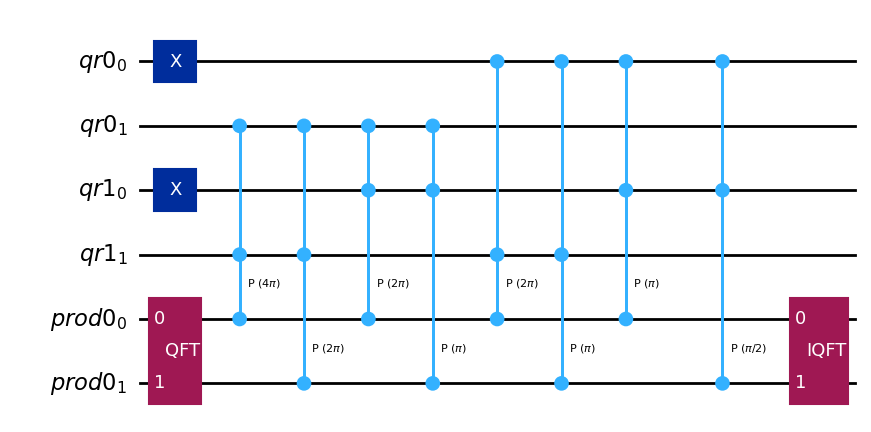 qr0₀ X
qr0₁
qr1₀ X
qr1₁
P (4π) P (2π) P (2π) P (π)
prod0₀ 0 0
QFT P (2π) P (π) P (π) P (π/2) IQFT
prod0₁ 1 1